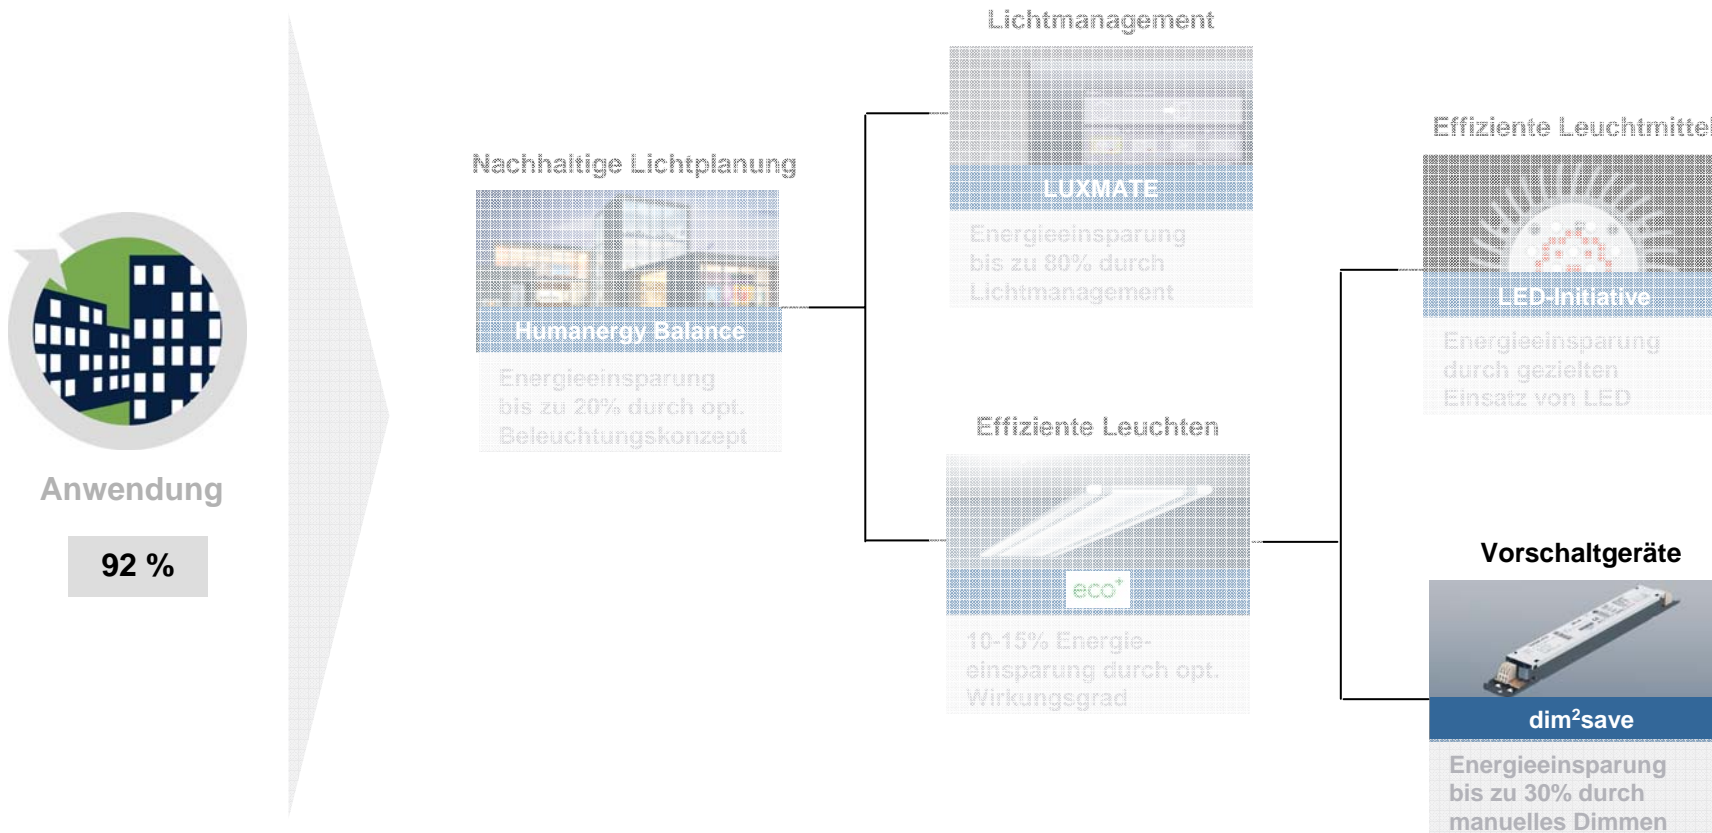 Anwendung
92 %
Nachhaltige Lichtplanung
Humanergy Balance
Energieeinsparung
bis zu 20% durch opt.
Beleuchtungskonzept
Lichtmanagement
LUXMATE
Energieeinsparung
bis zu 80% durch
Lichtmanagement
Effiziente Leuchten
eco+
10-15% Energie-
einsparung durch opt.
Wirkungsgrad
Effiziente Leuchtmittel
LED-Initiative
Energieeinsparung
durch gezielten
Einsatz von LED
Vorschaltgeräte
dim²save
Energieeinsparung
bis zu 30% durch
manuelles Dimmen